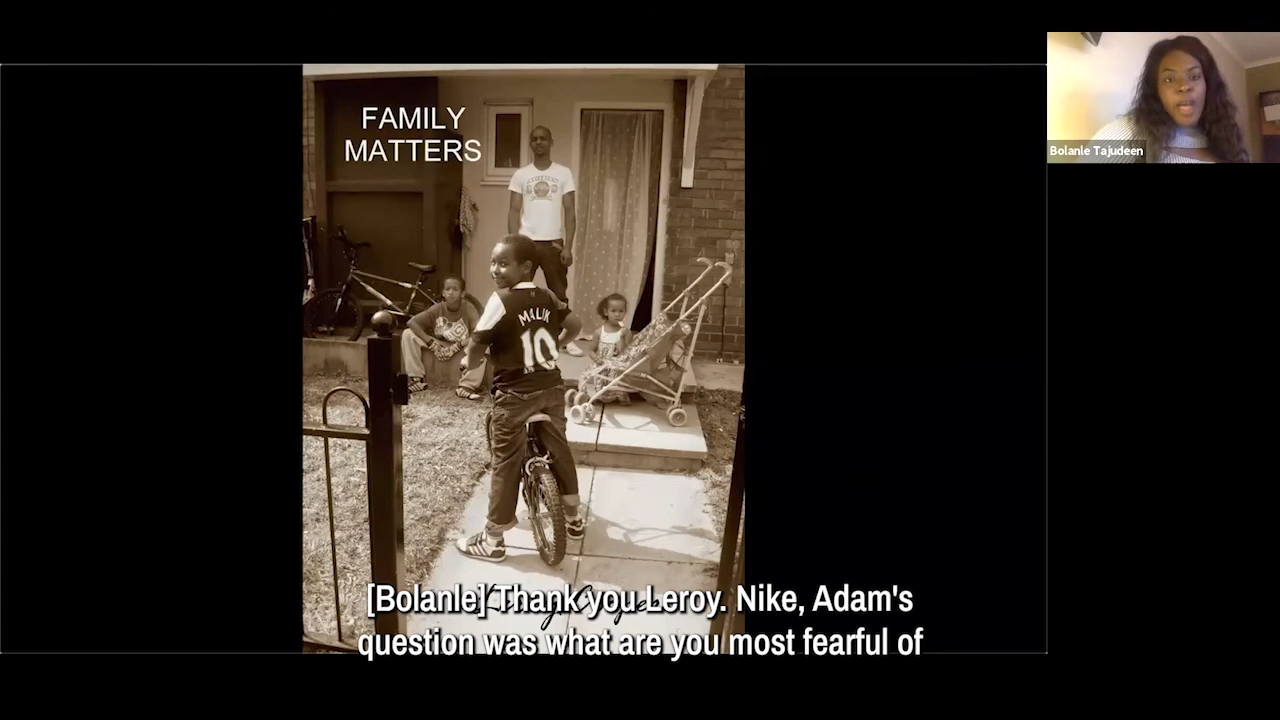 FAMILY
MATTERS
Bolanle Tajudeen
MALIK
10
[Bolanle] Thank you Leroy. Nike, Adam's
question was what are you most fearful of